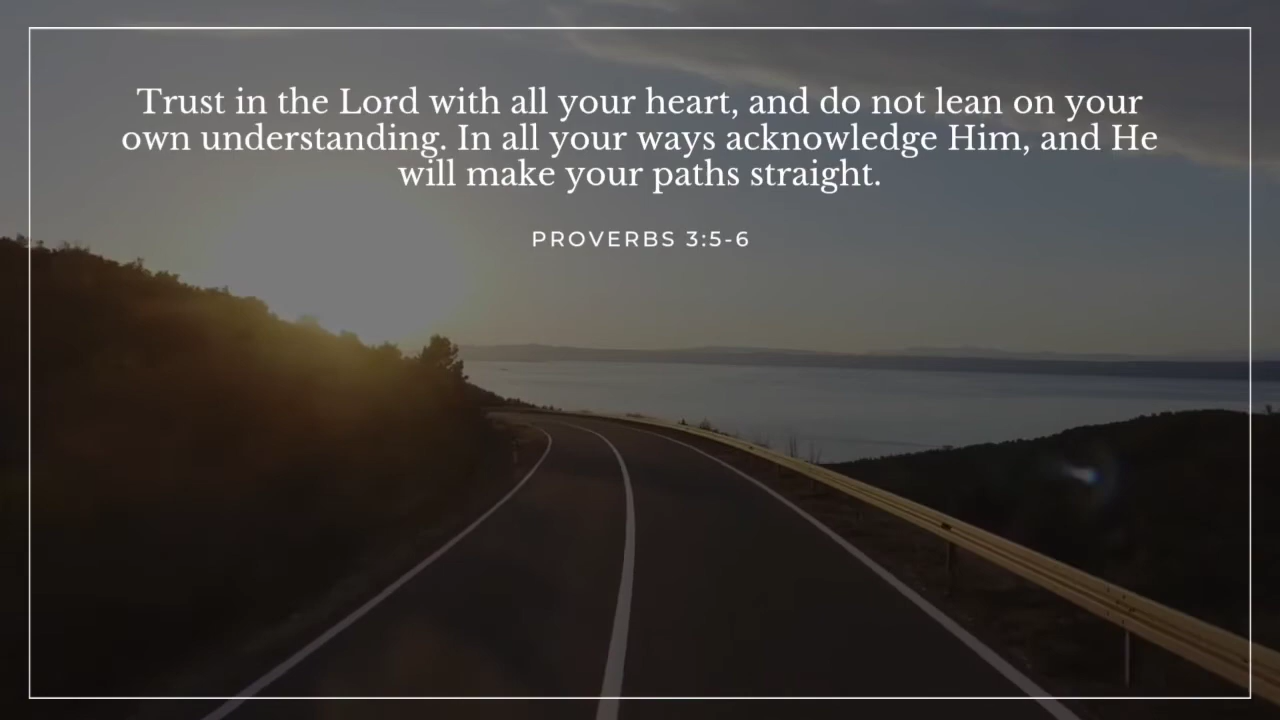 Trust in the Lord with all your heart, and do not lean on your
own understanding. In all your ways acknowledge Him, and He
will make your paths straight.
PROVERBS 3:5-6